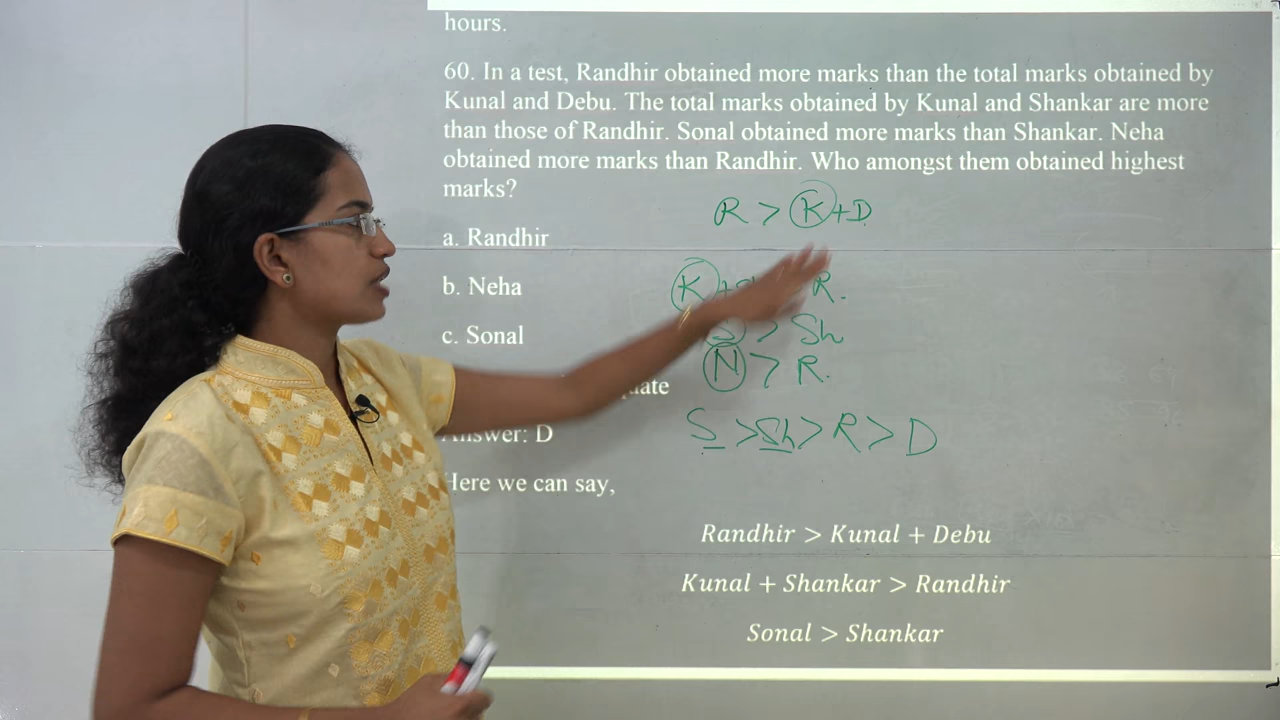 hours.
60. In a test, Randhir obtained more marks than the total marks obtained by
Kunal and Debu. The total marks obtained by Kunal and Shankar are more
than those of Randhir. Sonal obtained more marks than Shankar. Neha
obtained more marks than Randhir. Who amongst them obtained highest
marks?
R > K+D
a. Randhir
K + R.
b. Neha
S > Sh
c. Sonal
N > R.
S > Sh > R > D
Answer: D
Here we can say,
Randhir > Kunal + Debu
Kunal + Shankar > Randhir
Sonal > Shankar